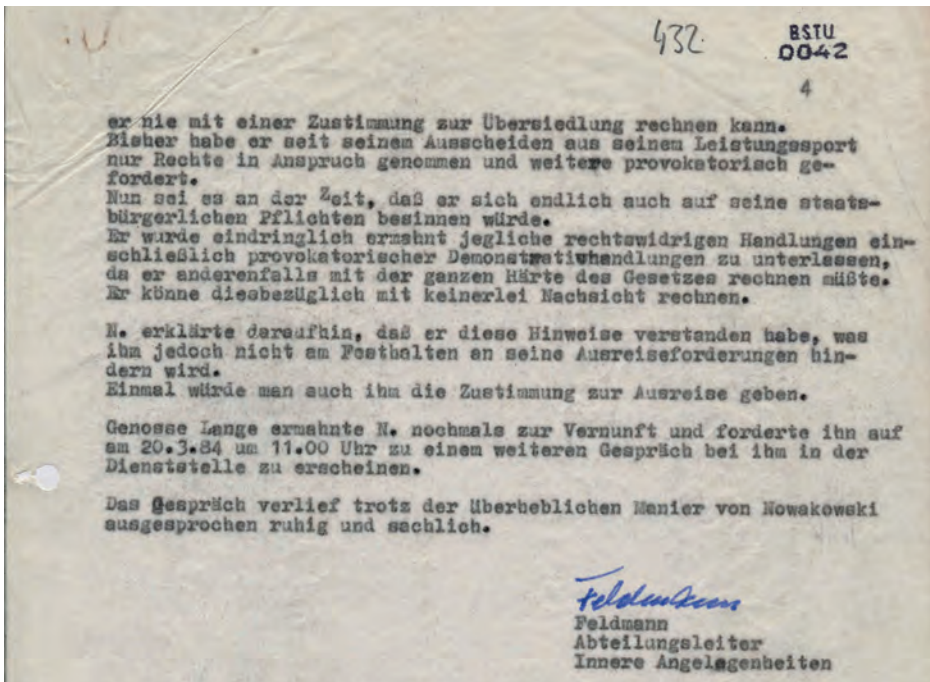 432.
BSTU
0042
4
er nie mit einer Zustimmung zur Übersiedlung rechnen kann.
Bisher habe er seit seinem Ausscheiden aus seinem Leistungssport
nur Rechte in Anspruch genommen und weitere provokatorisch ge-
fordert.
Nun sei es an der Zeit, daß er sich endlich auch auf seine staats-
bürgerlichen Pflichten besinnen würde.
Er wurde eindringlich ermahnt jegliche rechtswidrigen Handlungen ein-
schließlich provokatorischer Demonstrativhandlungen zu unterlassen,
da er anderenfalls mit der ganzen Härte des Gesetzes rechnen müßte.
Er könne diesbezüglich mit keinerlei Nachsicht rechnen.
N. erklärte daraufhin, daß er diese Hinweise verstanden habe, was
ihm jedoch nicht am Festhalten an seine Ausreiseforderungen hin-
dern wird.
Einmal würde man auch ihm die Zustimmung zur Ausreise geben.
Genosse Lange ermahnte N. nochmals zur Vernunft und forderte ihn auf
am 20.3.84 um 11.00 Uhr zu einem weiteren Gespräch bei ihm in der
Dienststelle zu erscheinen.
Das Gespräch verlief trotz der überheblichen Manier von Nowakowski
ausgesprochen ruhig und sachlich.
Feldmann
Feldmann
Abteilungsleiter
Innere Angelegenheiten